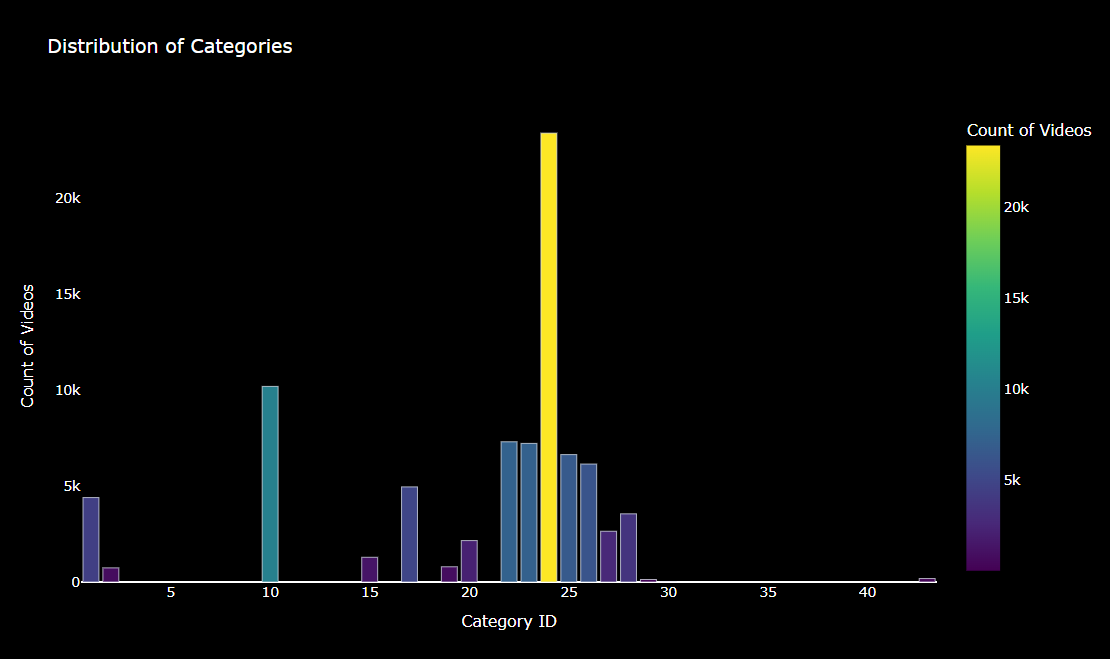 Distribution of Categories
Count of Videos
20k
15k
10k
5k
0
Count of Videos
5
10
15
20
25
30
35
40
Category ID
20k
15k
10k
5k